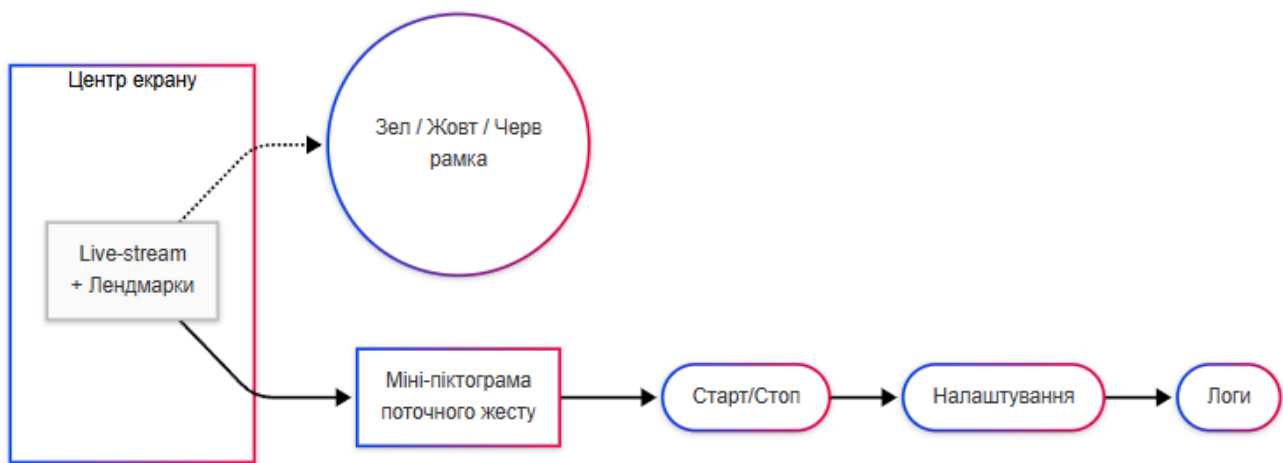 Центр екрану
Зел / Жовт / Черв
рамка
Live-stream
+ Лендмарки
Міні-піктограма
поточного жесту
Старт/Стоп
Налаштування
Логи